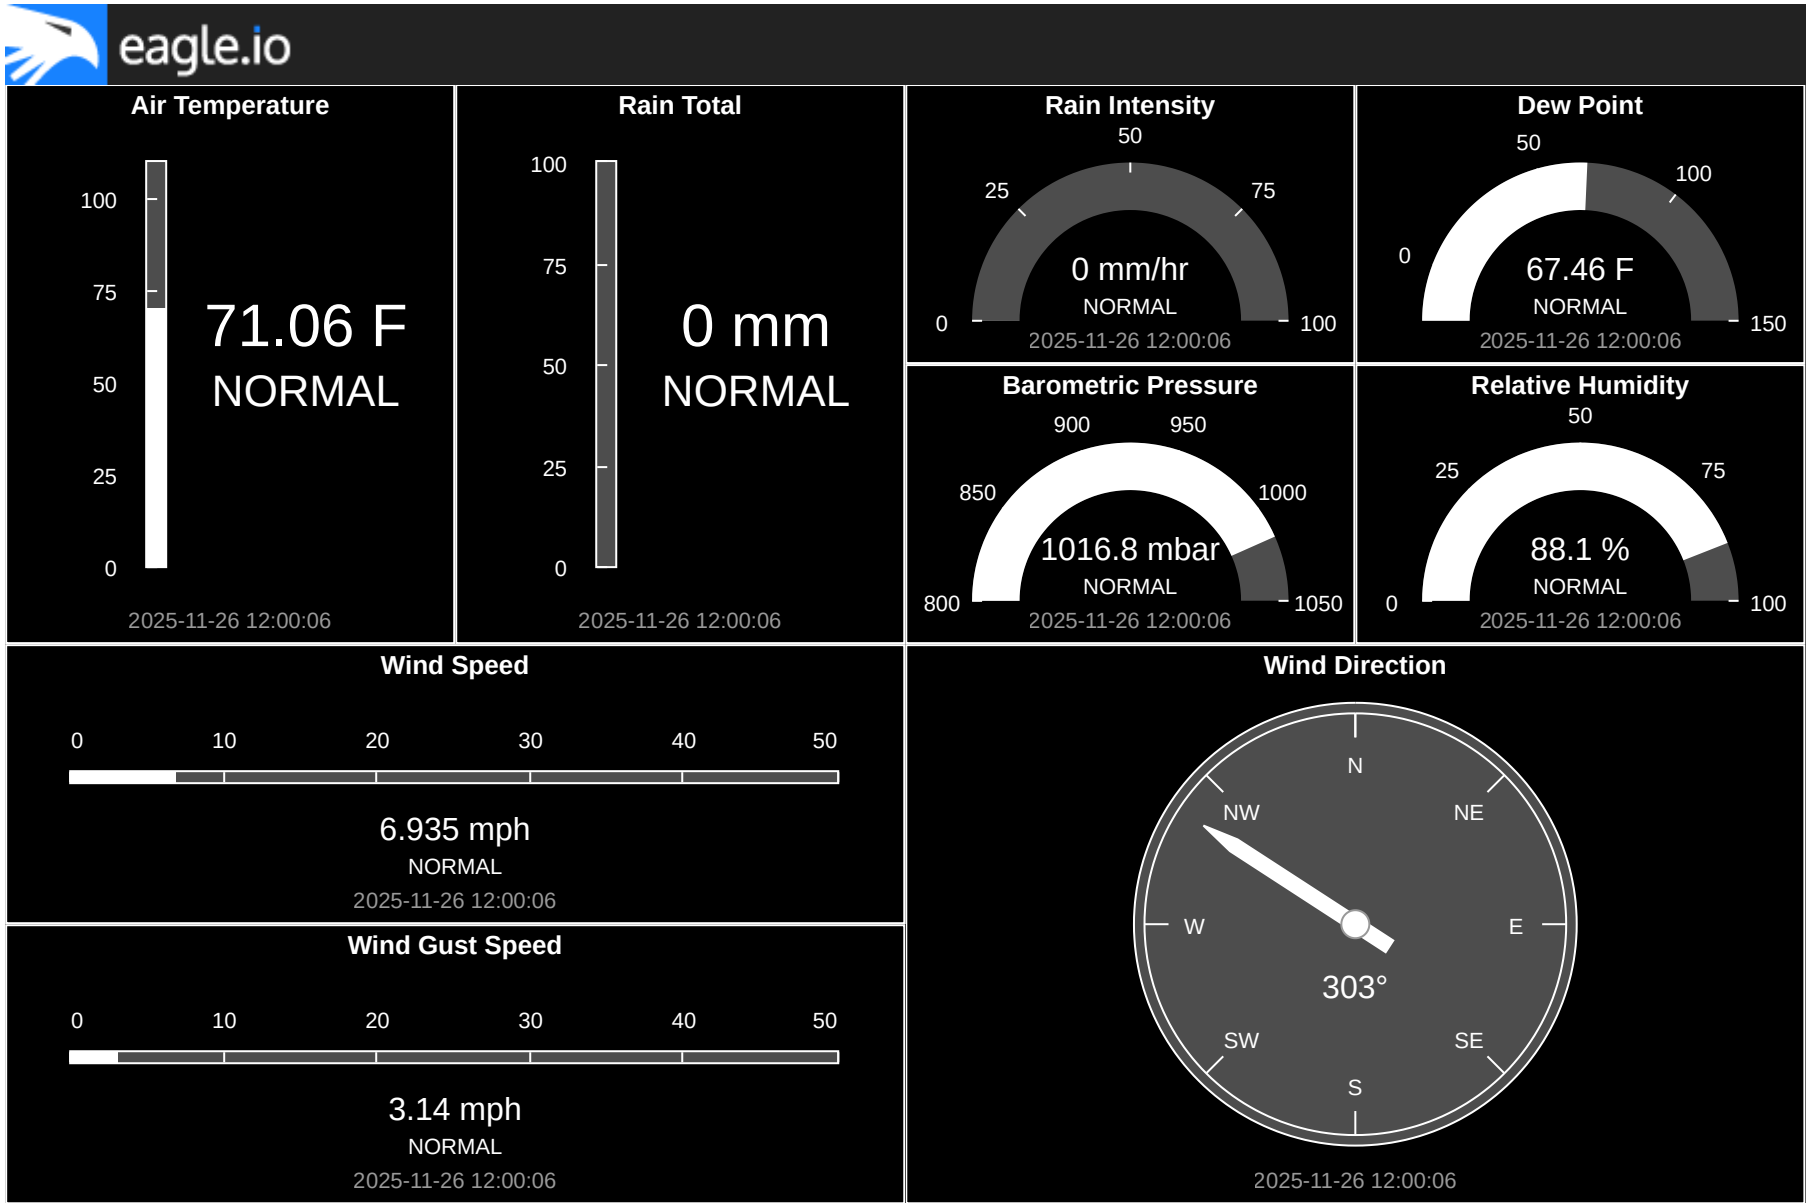 eagle.io
Air Temperature
100
75
50
25
0
71.06 F
NORMAL
2025-11-26 12:00:06
Rain Total
100
75
50
25
0
0 mm
NORMAL
2025-11-26 12:00:06
Rain Intensity
50
25
75
0
100
0 mm/hr
NORMAL
2025-11-26 12:00:06
Dew Point
50
100
0
150
67.46 F
NORMAL
2025-11-26 12:00:06
Barometric Pressure
900
950
850
1000
800
1050
1016.8 mbar
NORMAL
2025-11-26 12:00:06
Relative Humidity
50
25
75
0
100
88.1 %
NORMAL
2025-11-26 12:00:06
Wind Speed
0 10 20 30 40 50
6.935 mph
NORMAL
2025-11-26 12:00:06
Wind Gust Speed
0 10 20 30 40 50
3.14 mph
NORMAL
2025-11-26 12:00:06
Wind Direction
N
NW NE
W E
303°
SW SE
S
2025-11-26 12:00:06